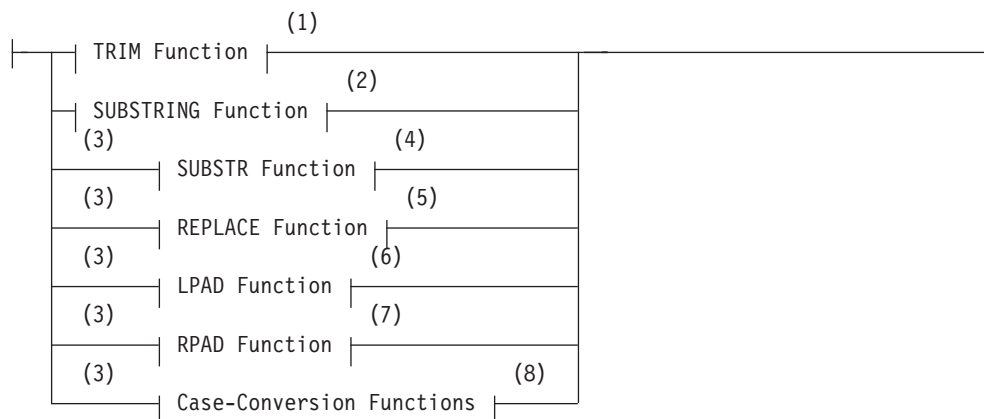 (1)
TRIM Function
(2)
SUBSTRING Function
(3) (4)
SUBSTR Function
(3) (5)
REPLACE Function
(3) (6)
LPAD Function
(3) (7)
RPAD Function
(3) (8)
Case-Conversion Functions